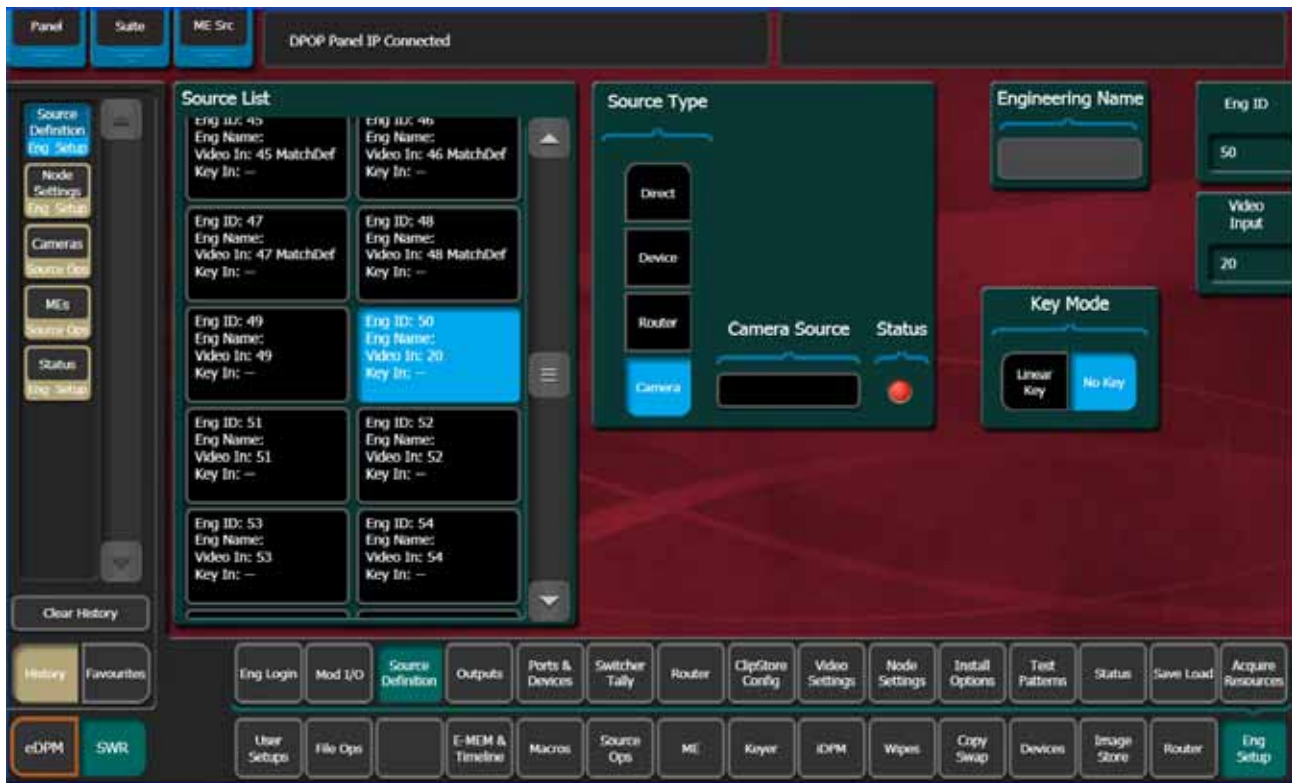 Panel
Suite
ME Src
DPOP Panel IP Connected
Source
Definition
Eng Setup
Node
Settings
Eng Setup
Cameras
Source Ops
MEs
Source Ops
Status
Eng Setup
Clear History
History
Favourites
eDPM
SWR
Source List
Eng ID: 45
Eng Name:
Video In: 45 MatchDef
Key In: —
Eng ID: 46
Eng Name:
Video In: 46 MatchDef
Key In: —
Eng ID: 47
Eng Name:
Video In: 47 MatchDef
Key In: —
Eng ID: 48
Eng Name:
Video In: 48 MatchDef
Key In: —
Eng ID: 49
Eng Name:
Video In: 49
Key In: —
Eng ID: 50
Eng Name:
Video In: 20
Key In: —
Eng ID: 51
Eng Name:
Video In: 51
Key In: —
Eng ID: 52
Eng Name:
Video In: 52
Key In: —
Eng ID: 53
Eng Name:
Video In: 53
Key In: —
Eng ID: 54
Eng Name:
Video In: 54
Key In: —
Source Type
Direct
Device
Router
Camera
Camera Source
Status
Engineering Name
Eng ID
50
Video
Input
20
Key Mode
Linear
Key
No Key
Eng Login
Mod I/O
Source
Definition
Outputs
Ports &
Devices
Switcher
Tally
Router
ClipStore
Config
Video
Settings
Node
Settings
Install
Options
Test
Patterns
Status
Save Load
Acquire
Resources
User
Setups
File Ops
E-MEM &
Timeline
Macros
Source
Ops
ME
Keyer
iDPM
Wipes
Copy
Swap
Devices
Image
Store
Router
Eng
Setup